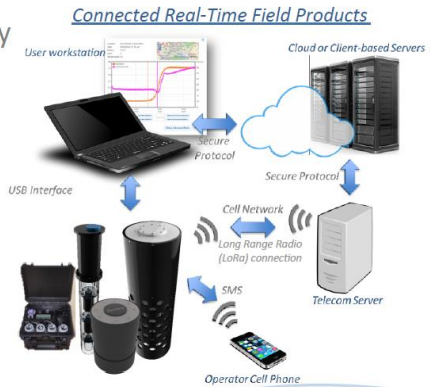 Connected Real-Time Field Products
y
User workstation
Cloud or Client-based Servers
Secure
Protocol
Secure Protocol
USB Interface
Cell Network
Long Range Radio
(LoRa) connection
SMS
Telecom Server
Operator Cell Phone